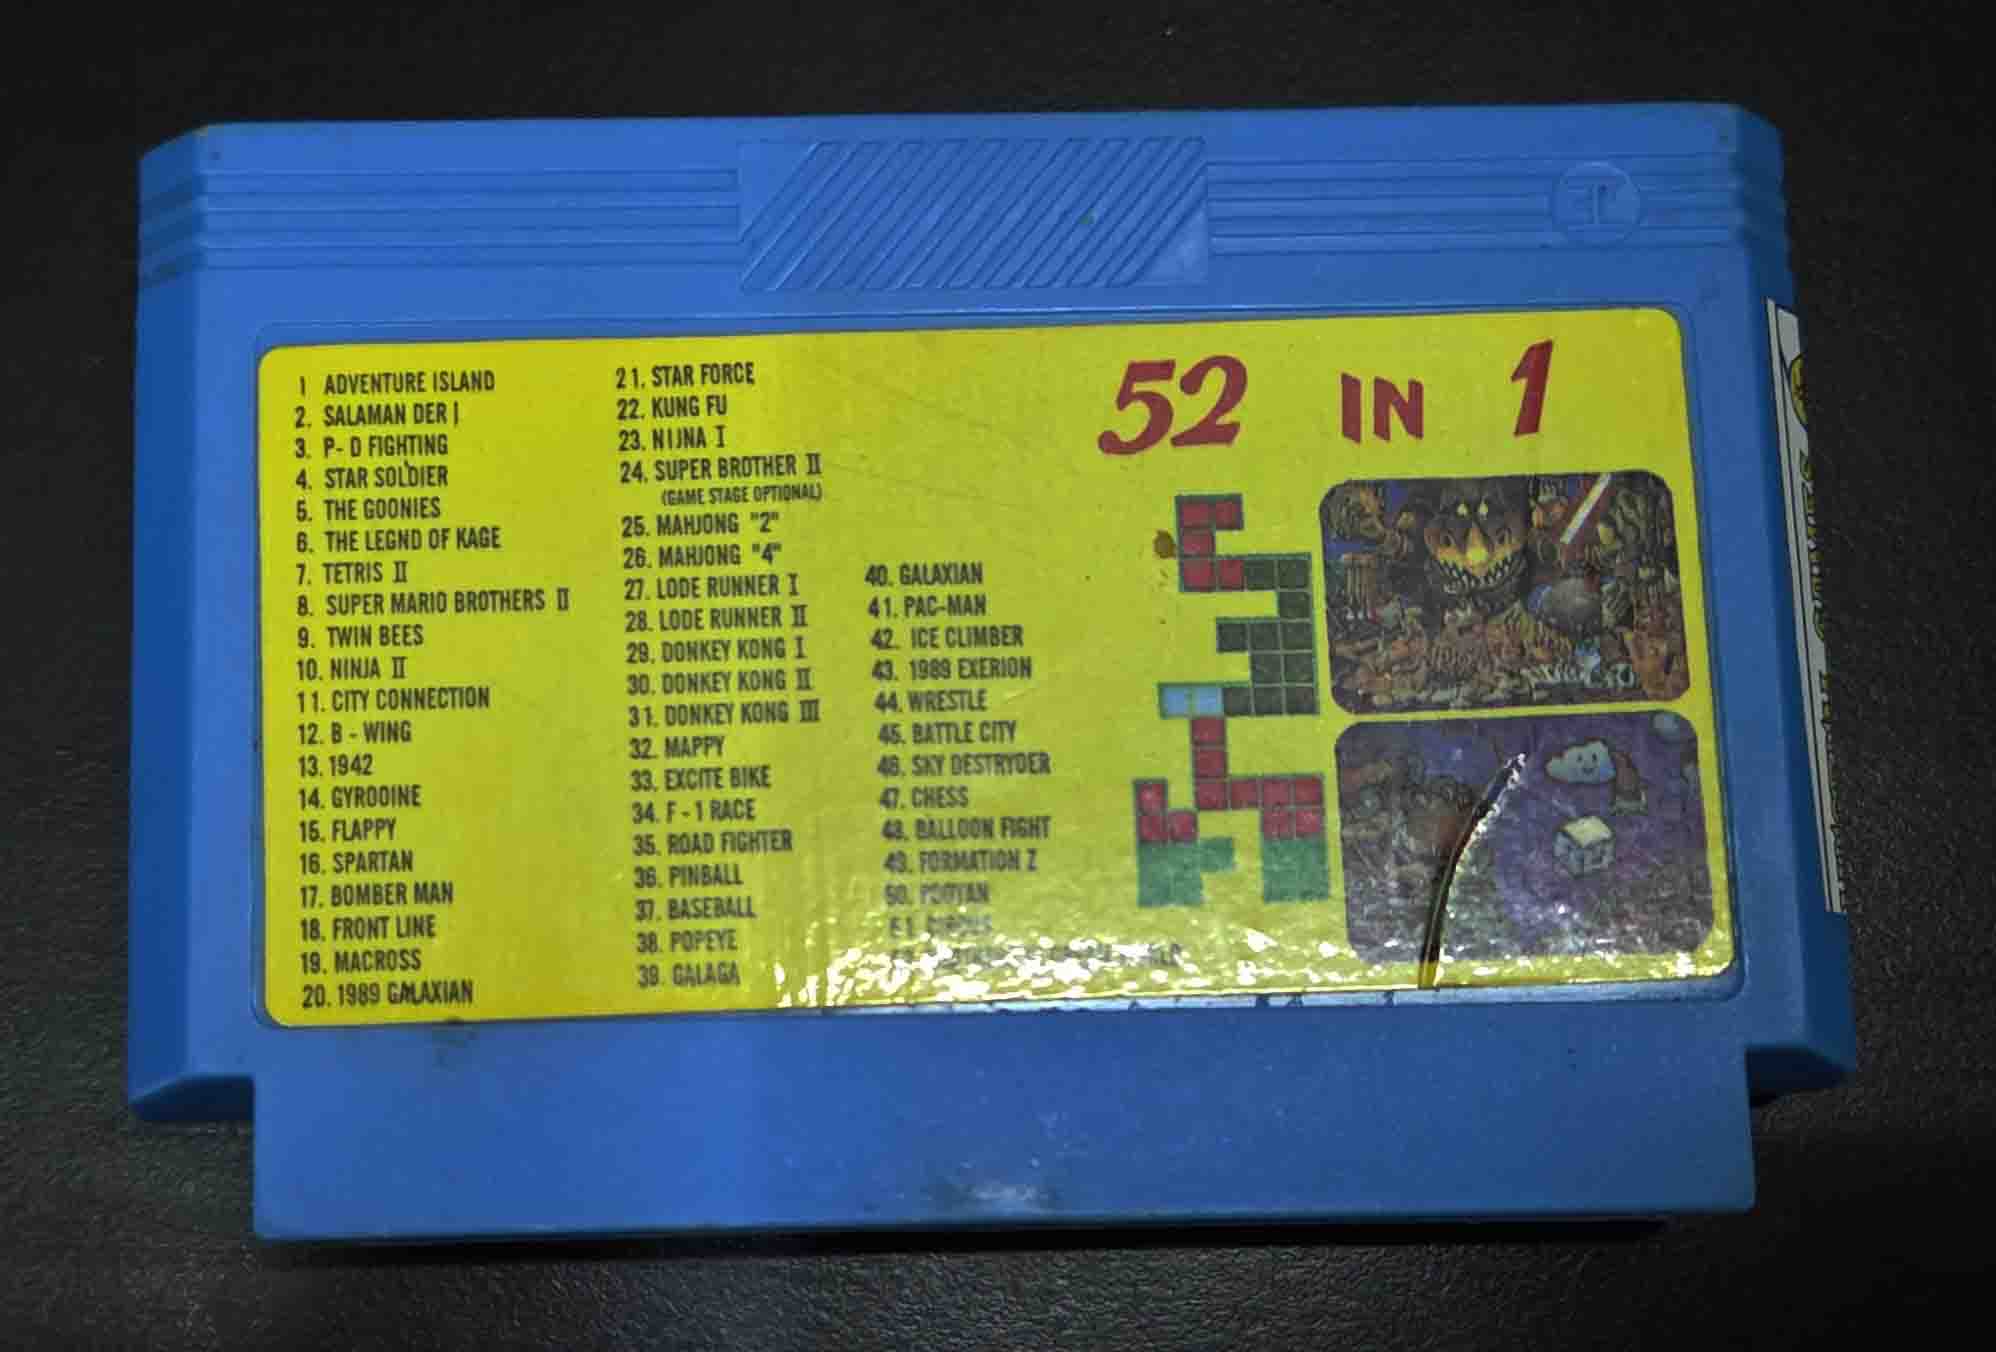 52 IN 1
1 ADVENTURE ISLAND
2. SALAMAN DER I
3. P- D FIGHTING
4. STAR SOLDIER
5. THE GOONIES
6. THE LEGND OF KAGE
7. TETRIS II
8. SUPER MARIO BROTHERS II
9. TWIN BEES
10. NINJA II
11. CITY CONNECTION
12. B - WING
13. 1942
14. GYRODINE
15. FLAPPY
16. SPARTAN
17. BOMBER MAN
18. FRONT LINE
19. MACROSS
20. 1989 GALAXIAN
21. STAR FORCE
22. KUNG FU
23. NIJNA I
24. SUPER BROTHER II
(GAME STAGE OPTIONAL)
25. MAHJONG "2"
26. MAHJONG "4"
27. LODE RUNNER I
28. LODE RUNNER II
29. DONKEY KONG I
30. DONKEY KONG II
31. DONKEY KONG III
32. MAPPY
33. EXCITE BIKE
34. F - 1 RACE
35. ROAD FIGHTER
36. PINBALL
37. BASEBALL
38. POPEYE
39. GALAGA
40. GALAXIAN
41. PAC-MAN
42. ICE CLIMBER
43. 1989 EXERION
44. WRESTLE
45. BATTLE CITY
46. SKY DESTRYOER
47. CHESS
48. BALLOON FIGHT
49. FORMATION Z
50. POOYAN
51.